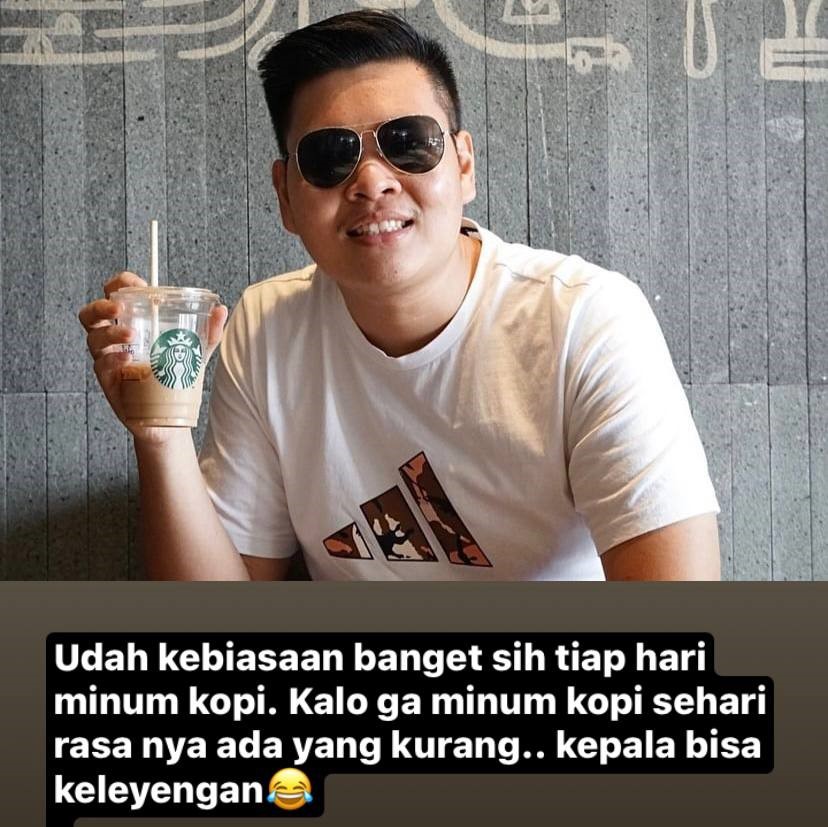 Udah kebiasaan banget sih tiap hari
minum kopi. Kalo ga minum kopi sehari
rasa nya ada yang kurang.. kepala bisa
keleyengan😂